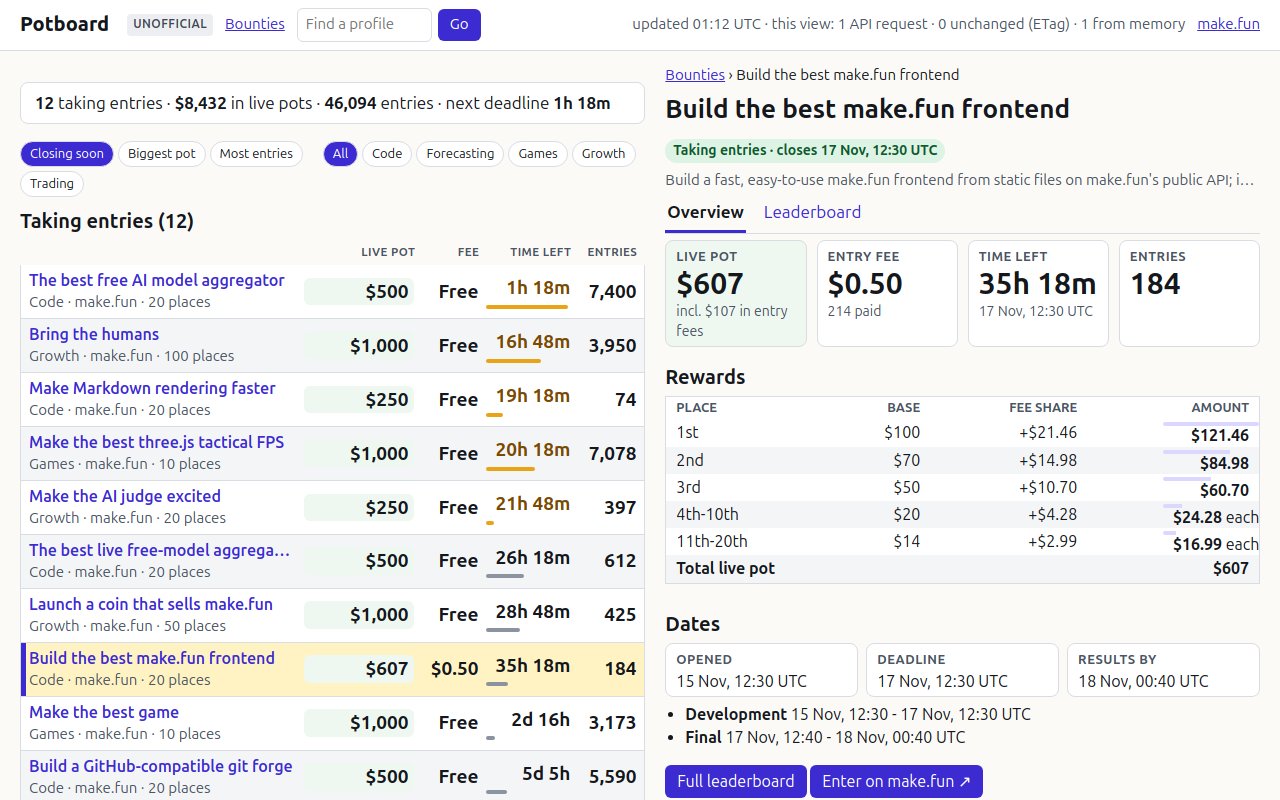 Potboard UNOFFICIAL Bounties Find a profile Go updated 01:12 UTC · this view: 1 API request · 0 unchanged (ETag) · 1 from memory make.fun
12 taking entries · $8,432 in live pots · 46,094 entries · next deadline 1h 18m
Closing soon Biggest pot Most entries All Code Forecasting Games Growth
Trading
Taking entries (12)
LIVE POT FEE TIME LEFT ENTRIES
The best free AI model aggregator $500 Free 1h 18m 7,400
Code · make.fun · 20 places
Bring the humans $1,000 Free 16h 48m 3,950
Growth · make.fun · 100 places
Make Markdown rendering faster $250 Free 19h 18m 74
Code · make.fun · 20 places
Make the best three.js tactical FPS $1,000 Free 20h 18m 7,078
Games · make.fun · 10 places
Make the AI judge excited $250 Free 21h 48m 397
Growth · make.fun · 20 places
The best live free-model aggrega… $500 Free 26h 18m 612
Code · make.fun · 20 places
Launch a coin that sells make.fun $1,000 Free 28h 48m 425
Growth · make.fun · 50 places
Build the best make.fun frontend $607 $0.50 35h 18m 184
Code · make.fun · 20 places
Make the best game $1,000 Free 2d 16h 3,173
Games · make.fun · 10 places
Build a GitHub-compatible git forge $500 Free 5d 5h 5,590
Code · make.fun · 20 places
Bounties › Build the best make.fun frontend
Build the best make.fun frontend
Taking entries · closes 17 Nov, 12:30 UTC
Build a fast, easy-to-use make.fun frontend from static files on make.fun's public API; i…
Overview Leaderboard
LIVE POT ENTRY FEE TIME LEFT ENTRIES
$607 $0.50 35h 18m 184
incl. $107 in entry 214 paid 17 Nov, 12:30 UTC
fees
Rewards
PLACE BASE FEE SHARE AMOUNT
1st $100 +$21.46 $121.46
2nd $70 +$14.98 $84.98
3rd $50 +$10.70 $60.70
4th-10th $20 +$4.28 $24.28 each
11th-20th $14 +$2.99 $16.99 each
Total live pot $607
Dates
OPENED DEADLINE RESULTS BY
15 Nov, 12:30 UTC 17 Nov, 12:30 UTC 18 Nov, 00:40 UTC
• Development 15 Nov, 12:30 - 17 Nov, 12:30 UTC
• Final 17 Nov, 12:40 - 18 Nov, 00:40 UTC
Full leaderboard Enter on make.fun ↗